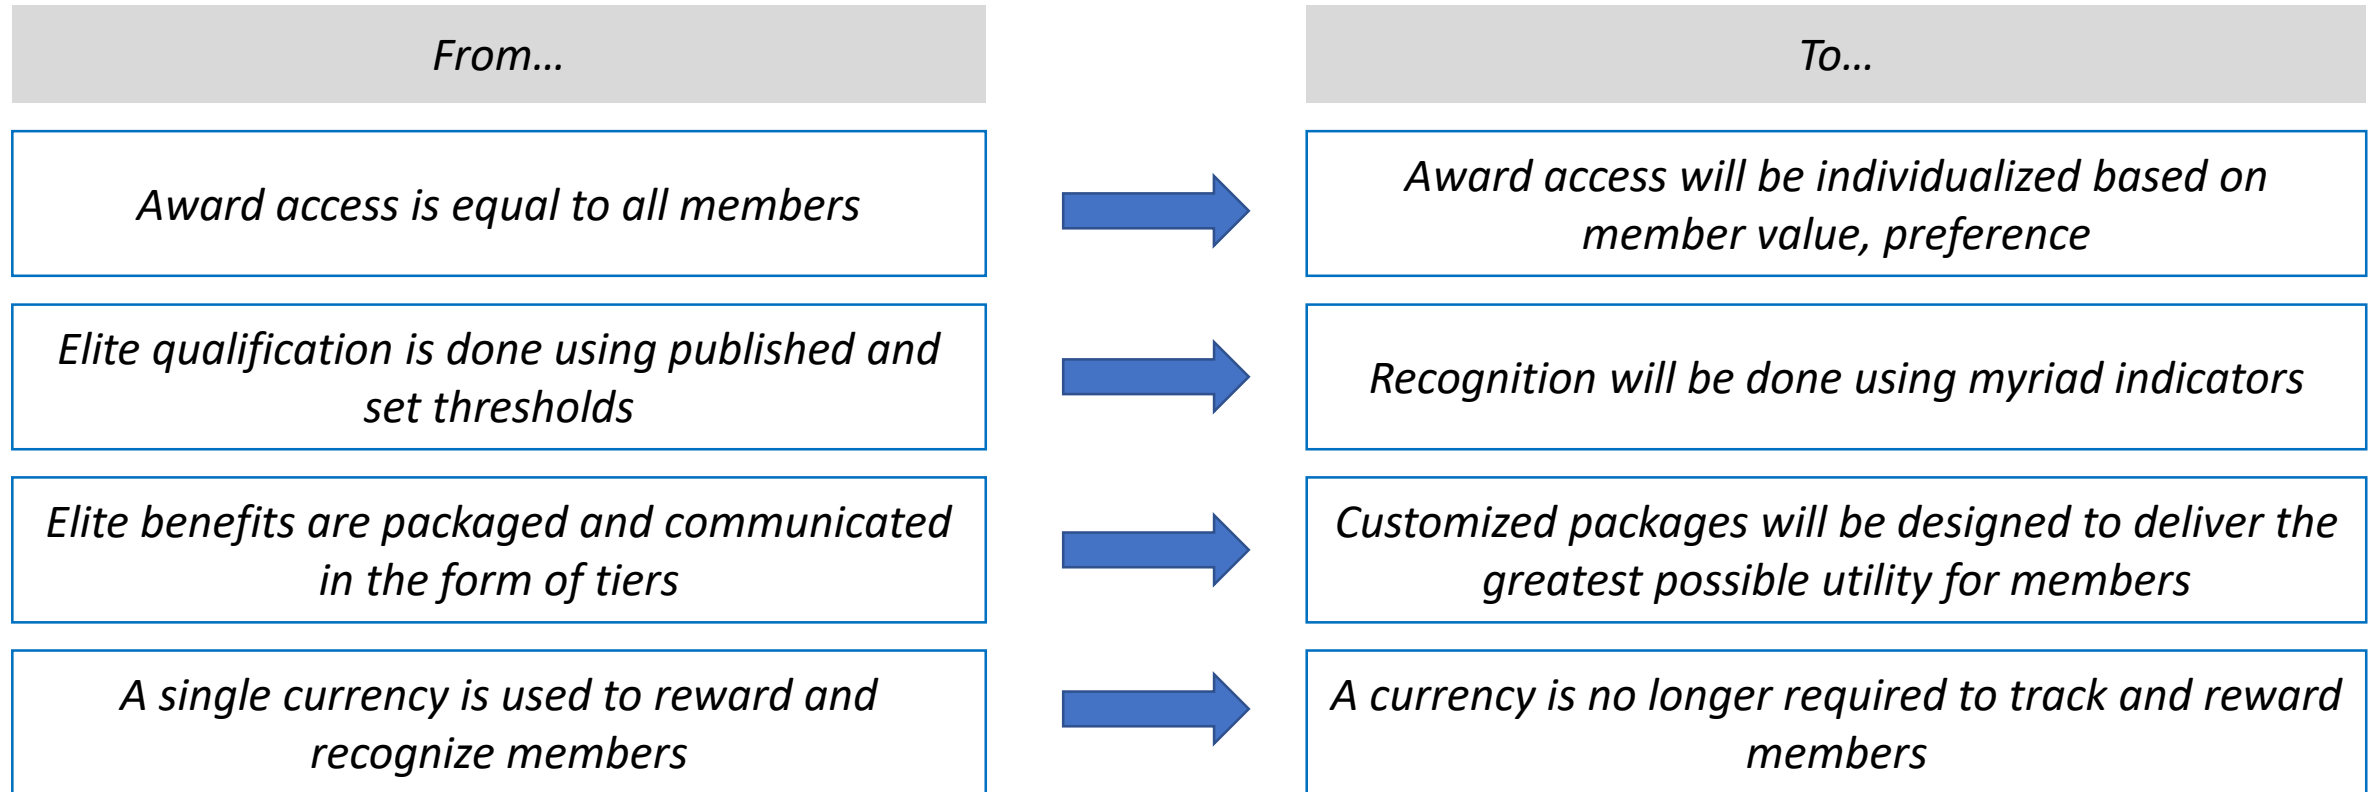 From…
To…
Award access is equal to all members
Award access will be individualized based on
member value, preference
Elite qualification is done using published and
set thresholds
Recognition will be done using myriad indicators
Elite benefits are packaged and communicated
in the form of tiers
Customized packages will be designed to deliver the
greatest possible utility for members
A single currency is used to reward and
recognize members
A currency is no longer required to track and reward
members